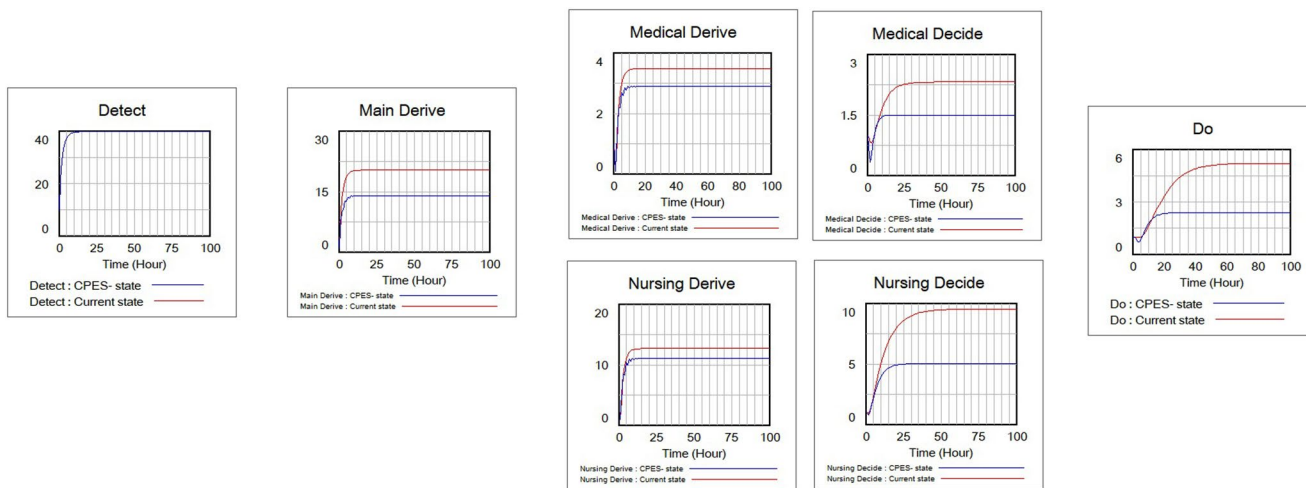 Detect
40
20
0
0 25 50 75 100
Time (Hour)
Detect : CPES- state
Detect : Current state
Main Derive
30
15
0
0 25 50 75 100
Time (Hour)
Main Derive : CPES- state
Main Derive : Current state
Medical Derive
4
2
0
0 20 40 60 80 100
Time (Hour)
Medical Derive : CPES- state
Medical Derive : Current state
Medical Decide
3
1.5
0
0 25 50 75 100
Time (Hour)
Medical Decide : CPES- state
Medical Decide : Current state
Nursing Derive
20
10
0
0 25 50 75 100
Time (Hour)
Nursing Derive : CPES- state
Nursing Derive : Current state
Nursing Decide
10
5
0
0 25 50 75 100
Time (Hour)
Nursing Decide : CPES- state
Nursing Decide : Current state
Do
6
3
0
0 20 40 60 80 100
Time (Hour)
Do : CPES- state
Do : Current state